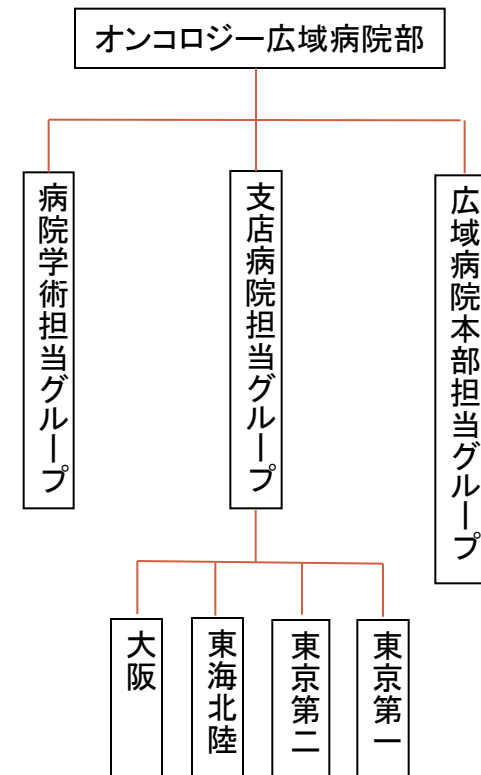 オンコロジー広域病院部
病院学術担当グループ
支店病院担当グループ
広域病院本部担当グループ
大阪
東海北陸
東京第二
東京第一